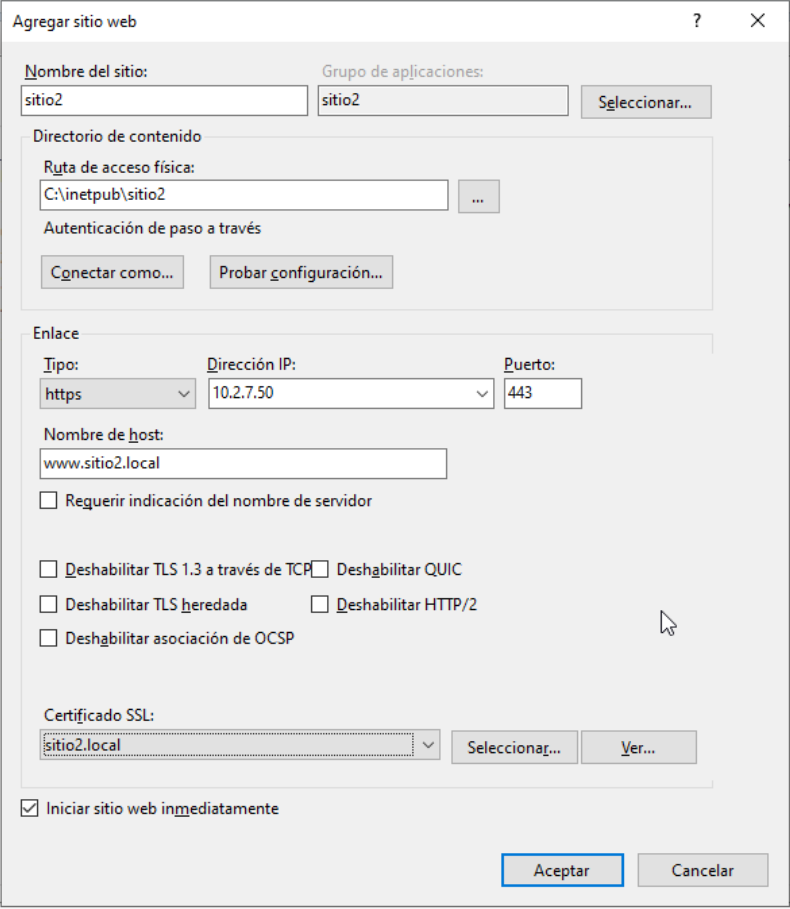 Agregar sitio web ? ×
Nombre del sitio: Grupo de aplicaciones:
sitio2 sitio2 Seleccionar...
Directorio de contenido
Ruta de acceso física:
C:\inetpub\sitio2 ...
Autenticación de paso a través
Conectar como... Probar configuración...
Enlace
Tipo: Dirección IP: Puerto:
https 10.2.7.50 443
Nombre de host:
www.sitio2.local
Requerir indicación del nombre de servidor
Deshabilitar TLS 1.3 a través de TCP Deshabilitar QUIC
Deshabilitar TLS heredada Deshabilitar HTTP/2
Deshabilitar asociación de OCSP
Certificado SSL:
sitio2.local Seleccionar... Ver...
Iniciar sitio web inmediatamente
Aceptar Cancelar